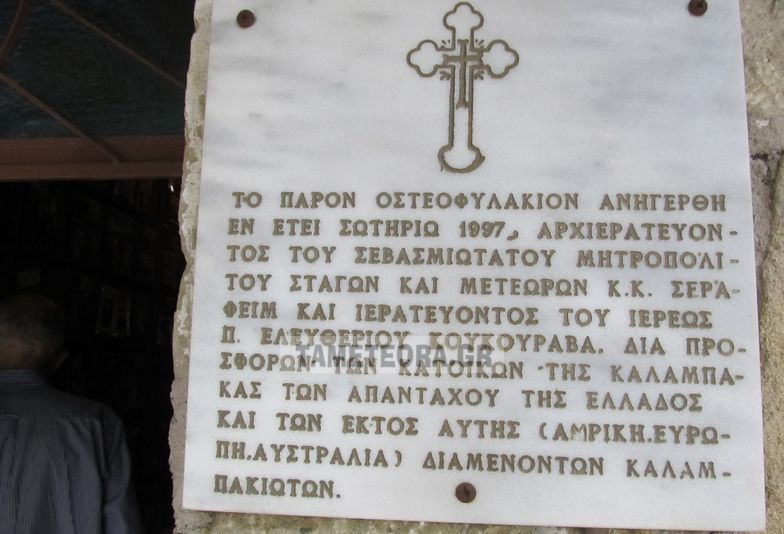 ΤΟ ΠΑΡΟΝ ΟΣΤΕΟΦΥΛΑΚΙΟΝ ΑΝΗΓΕΡΘΗ
ΕΝ ΕΤΕΙ ΣΩΤΗΡΙΩ 1997, ΑΡΧΙΕΡΑΤΕΥΟΝ-
ΤΟΣ ΤΟΥ ΣΕΒΑΣΜΙΩΤΑΤΟΥ ΜΗΤΡΟΠΟΛΙ-
ΤΟΥ ΣΤΑΓΩΝ ΚΑΙ ΜΕΤΕΩΡΩΝ Κ.Κ. ΣΕΡΑ-
ΦΕΙΜ ΚΑΙ ΙΕΡΑΤΕΥΟΝΤΟΣ ΤΟΥ ΙΕΡΕΩΣ
Π. ΕΛΕΥΘΕΡΙΟΥ ΚΟΥΚΟΥΡΑΒΑ. ΔΙΑ ΠΡΟ-
TAMETEORA.GR
ΣΦΟΡΩΝ ΤΩΝ ΚΑΤΟΙΚΩΝ ΤΗΣ ΚΑΛΑΜΠΑ-
ΚΑΣ ΤΩΝ ΑΠΑΝΤΑΧΟΥ ΤΗΣ ΕΛΛΑΔΟΣ
ΚΑΙ ΤΩΝ ΕΚΤΟΣ ΑΥΤΗΣ (ΑΜΡΙΚΗ.ΕΥΡΩ-
ΠΗ.ΑΥΣΤΡΑΛΙΑ) ΔΙΑΜΕΝΟΝΤΩΝ ΚΑΛΑΜ-
ΠΑΚΙΩΤΩΝ.